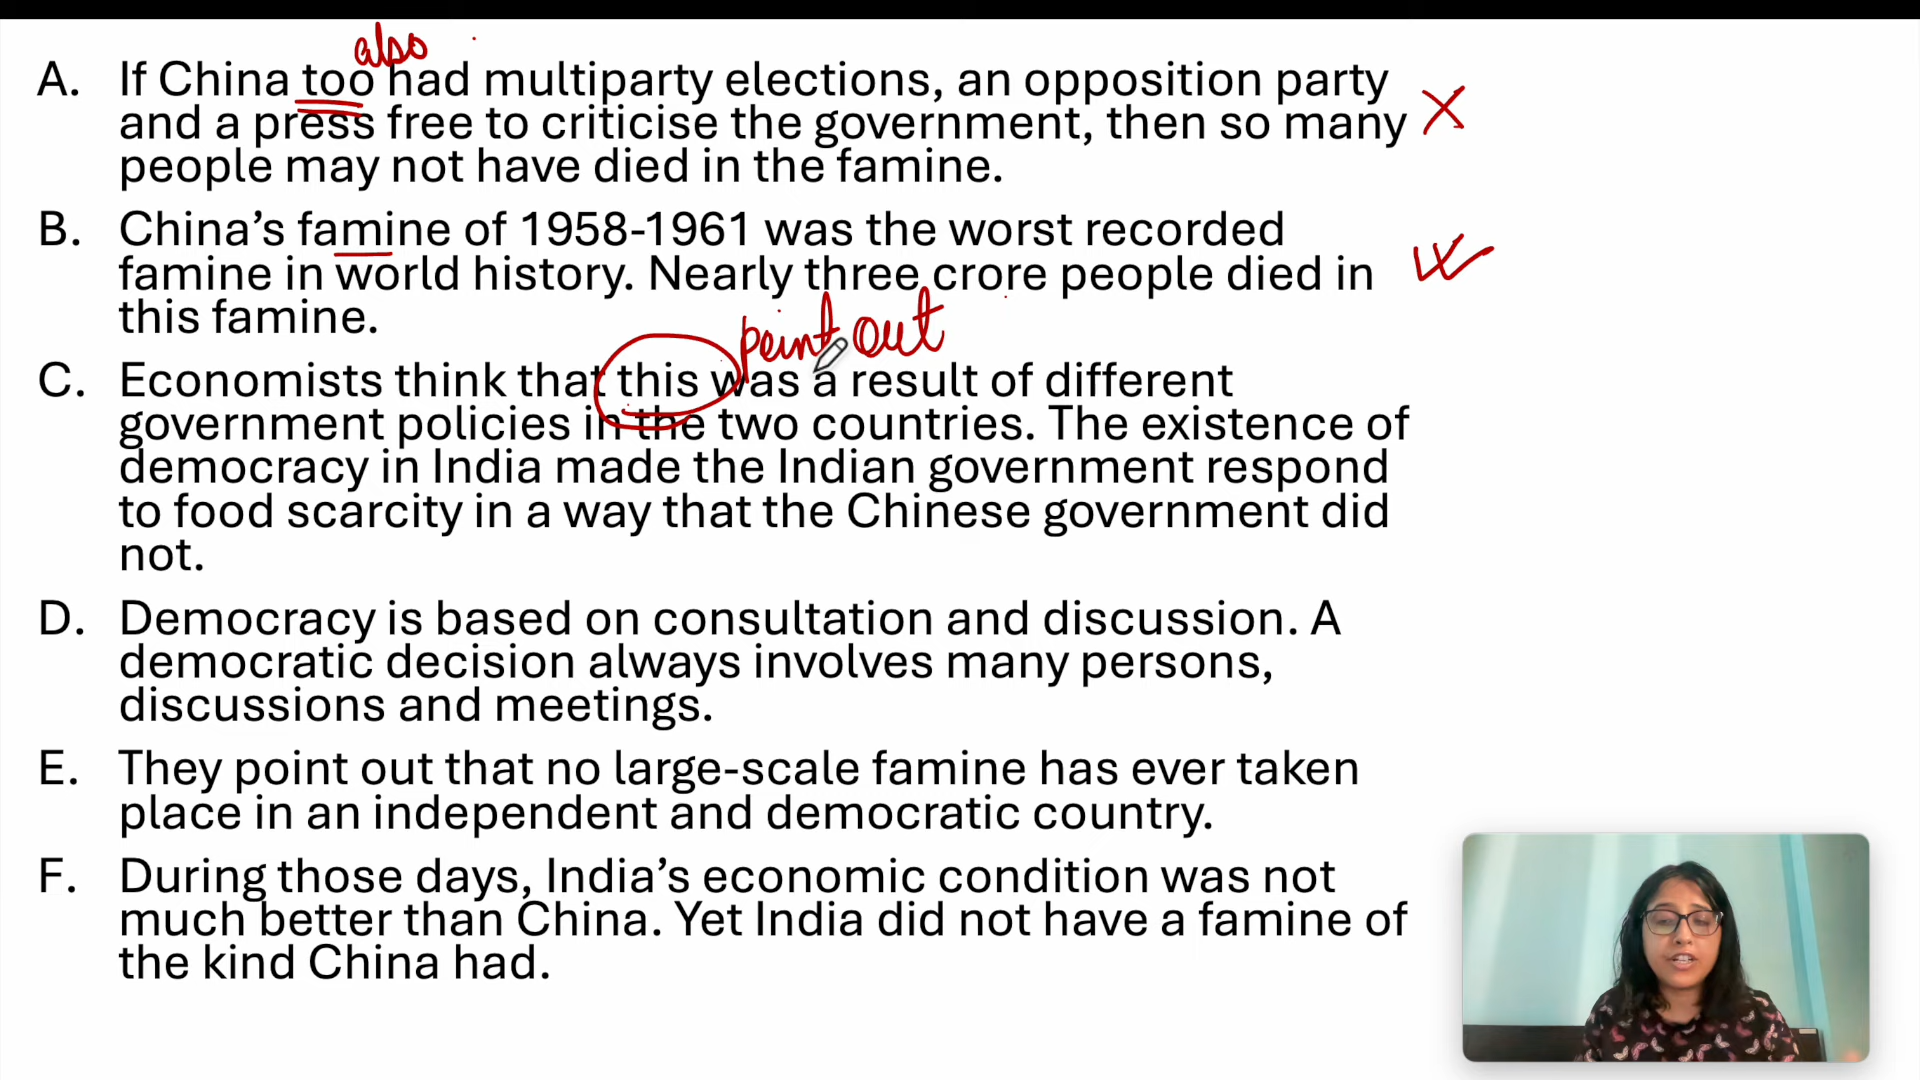 also
A. If China too had multiparty elections, an opposition party
and a press free to criticise the government, then so many
people may not have died in the famine.
B. China’s famine of 1958-1961 was the worst recorded
famine in world history. Nearly three crore people died in
this famine.
point out
C. Economists think that this was a result of different
government policies in the two countries. The existence of
democracy in India made the Indian government respond
to food scarcity in a way that the Chinese government did
not.
D. Democracy is based on consultation and discussion. A
democratic decision always involves many persons,
discussions and meetings.
E. They point out that no large-scale famine has ever taken
place in an independent and democratic country.
F. During those days, India’s economic condition was not
much better than China. Yet India did not have a famine of
the kind China had.